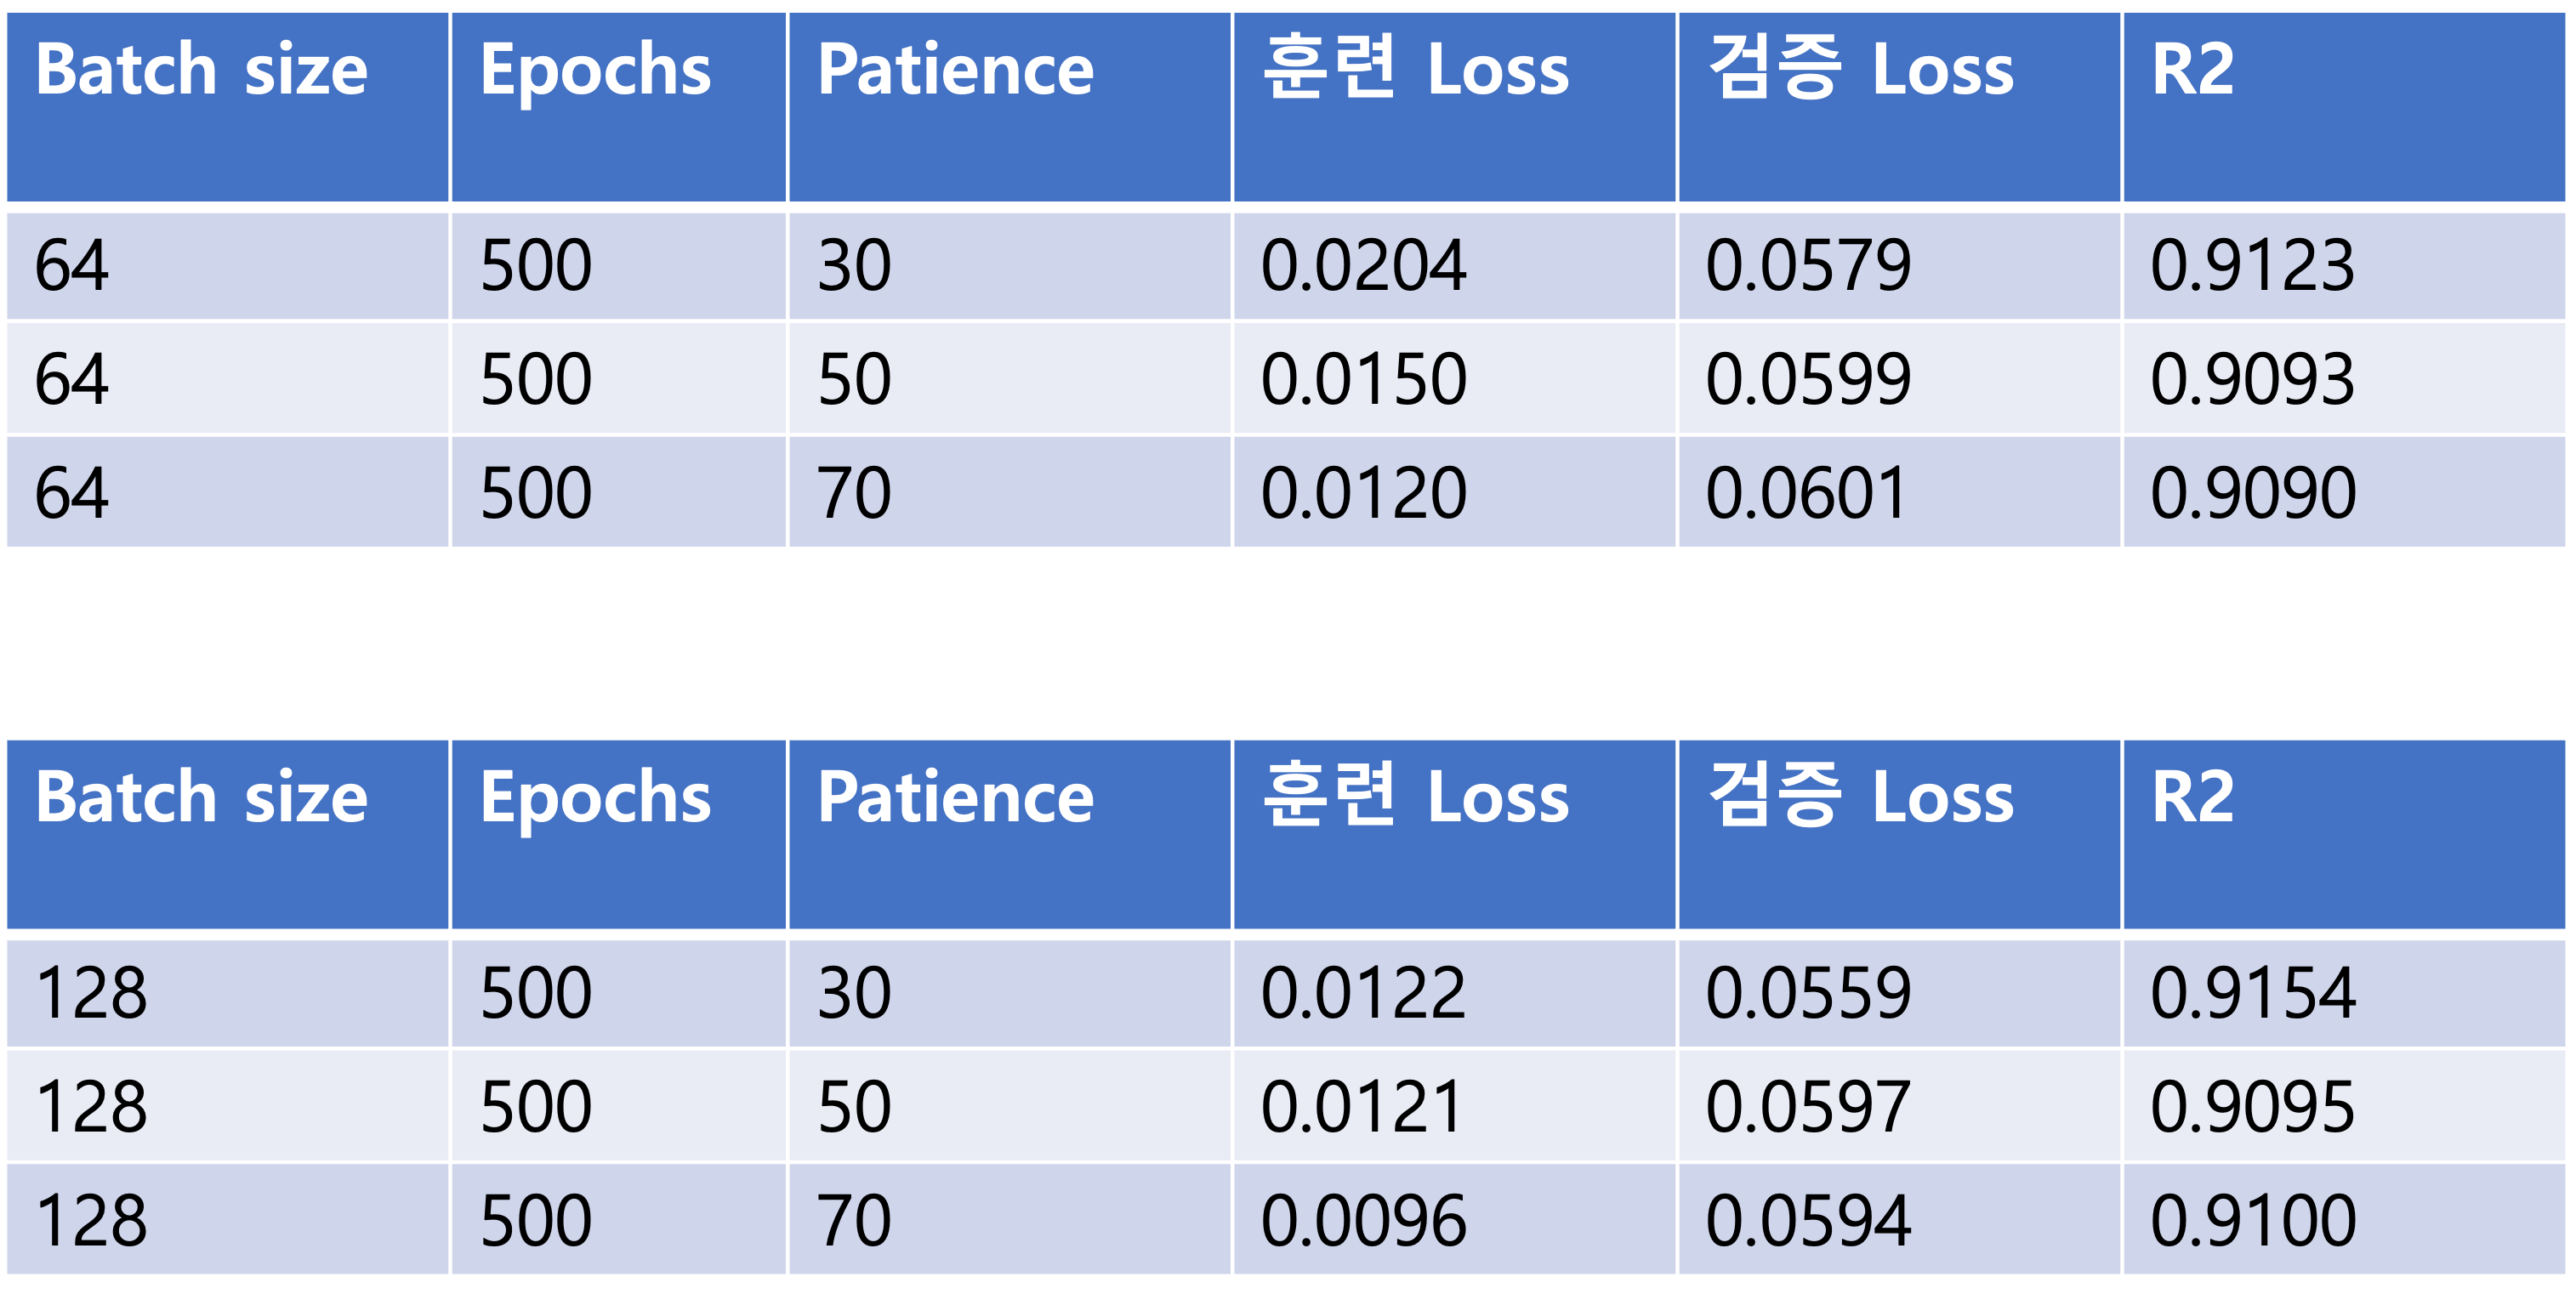 Batch size Epochs Patience 훈련 Loss 검증 Loss R2
64 500 30 0.0204 0.0579 0.9123
64 500 50 0.0150 0.0599 0.9093
64 500 70 0.0120 0.0601 0.9090
Batch size Epochs Patience 훈련 Loss 검증 Loss R2
128 500 30 0.0122 0.0559 0.9154
128 500 50 0.0121 0.0597 0.9095
128 500 70 0.0096 0.0594 0.9100